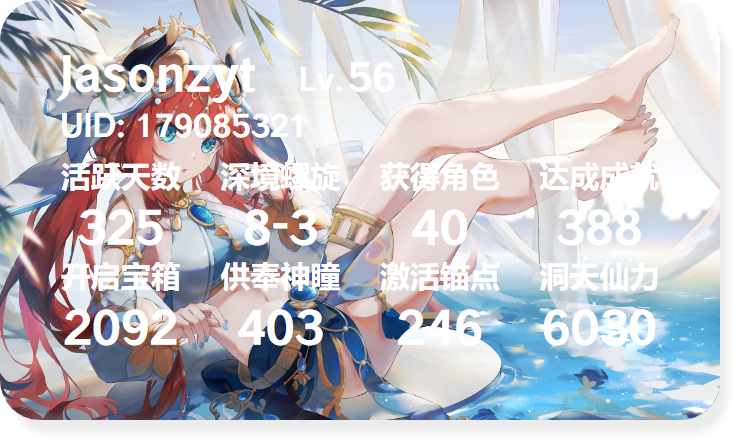 Jasonzyt Lv.56
UID: 179085321
活跃天数 深境螺旋 获得角色 达成成就
325 8-3 40 388
开启宝箱 供奉神瞳 激活锚点 洞天仙力
2092 403 246 6030